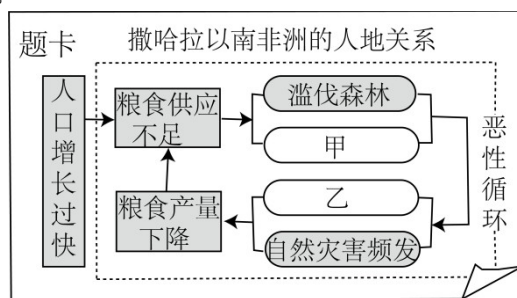 题卡
撒哈拉以南非洲的人地关系
人口增长过快
粮食供应
不足
滥伐森林
甲
乙
自然灾害频发
粮食产量
下降
恶性循环